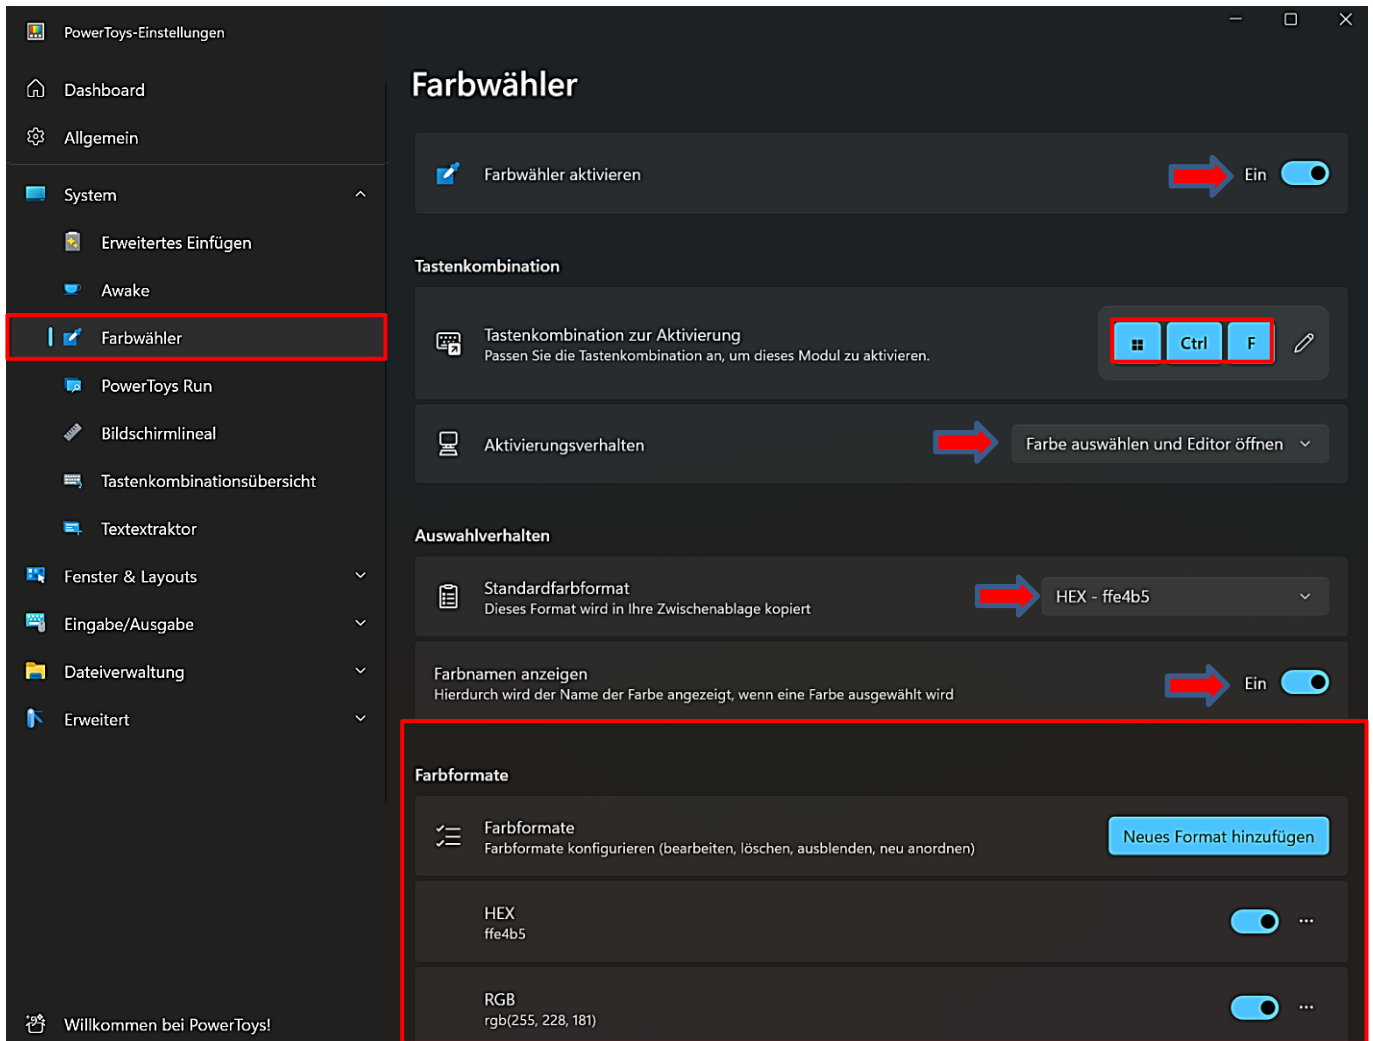 PowerToys-Einstellungen
Dashboard
Allgemein
System
Erweitertes Einfügen
Awake
Farbwähler
PowerToys Run
Bildschirmlineal
Tastenkombinationsübersicht
Textextraktor
Fenster & Layouts
Eingabe/Ausgabe
Dateiverwaltung
Erweitert
Willkommen bei PowerToys!
Farbwähler
Farbwähler aktivieren
Ein
Tastenkombination
Tastenkombination zur Aktivierung
Passen Sie die Tastenkombination an, um dieses Modul zu aktivieren.
Ctrl F
Aktivierungsverhalten
Farbe auswählen und Editor öffnen
Auswahlverhalten
Standardfarbformat
Dieses Format wird in Ihre Zwischenablage kopiert
HEX - ffe4b5
Farbnamen anzeigen
Hierdurch wird der Name der Farbe angezeigt, wenn eine Farbe ausgewählt wird
Ein
Farbformate
Farbformate
Farbformate konfigurieren (bearbeiten, löschen, ausblenden, neu anordnen)
Neues Format hinzufügen
HEX
ffe4b5
RGB
rgb(255, 228, 181)